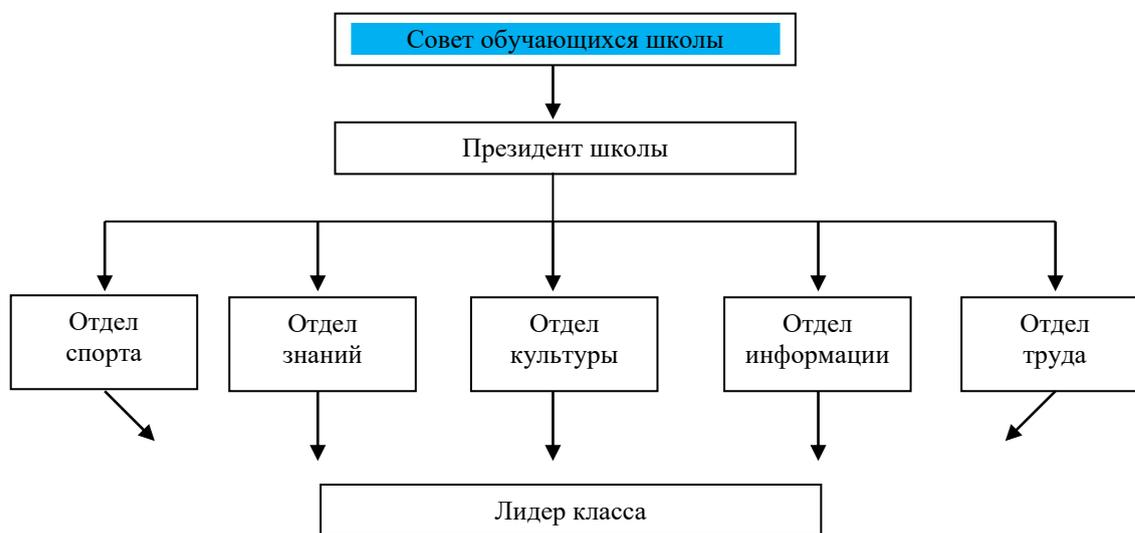 Совет обучающихся школы
Президент школы
Отдел
спорта
Отдел
знаний
Отдел
культуры
Отдел
информации
Отдел
труда
Лидер класса